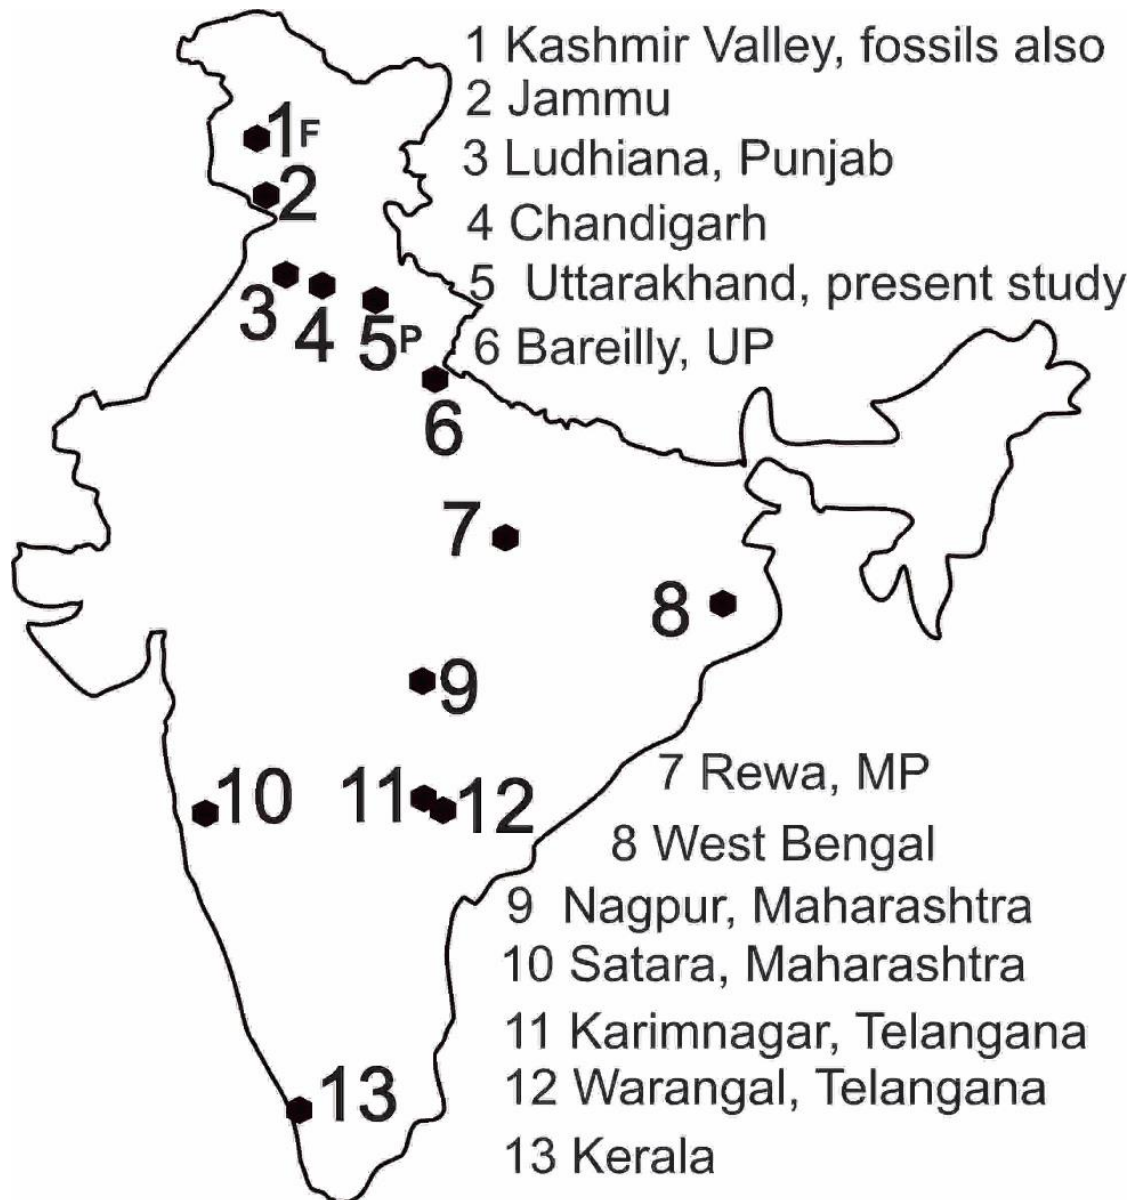 1 Kashmir Valley, fossils also
2 Jammu
3 Ludhiana, Punjab
4 Chandigarh
5 Uttarakhand, present study
6 Bareilly, UP
1F
2
3
4
5P
6
7
8
9
10
11
12
13
7 Rewa, MP
8 West Bengal
9 Nagpur, Maharashtra
10 Satara, Maharashtra
11 Karimnagar, Telangana
12 Warangal, Telangana
13 Kerala